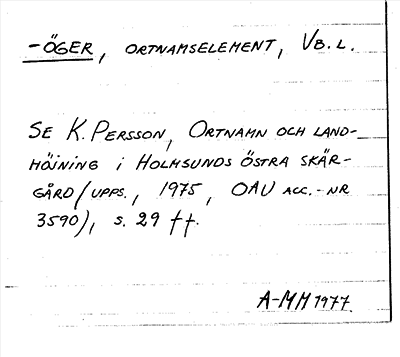 -ÖGER, ORTNAMSELEMENT, VB.L.
SE K. PERSSON, ORTNAMN OCH LAND-
HÖJNING I HOLMSUNDS ÖSTRA SKÄR-
GÅRD (UPPS., 1975, OAU ACC.-NR
3590), S. 29 ff.
A-MM 1977.